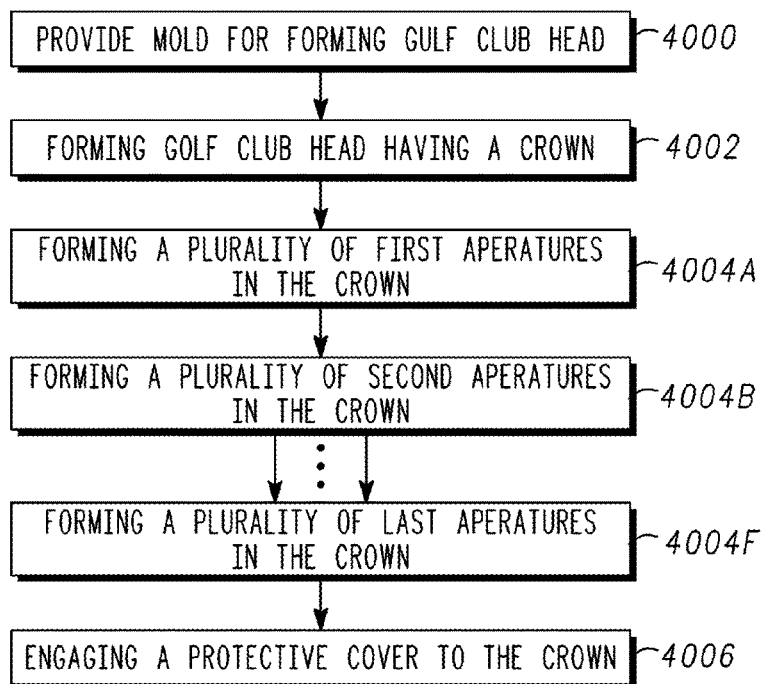 PROVIDE MOLD FOR FORMING GULF CLUB HEAD 4000
FORMING GOLF CLUB HEAD HAVING A CROWN 4002
FORMING A PLURALITY OF FIRST APERATURES
IN THE CROWN 4004A
FORMING A PLURALITY OF SECOND APERATURES
IN THE CROWN 4004B
FORMING A PLURALITY OF LAST APERATURES
IN THE CROWN 4004F
ENGAGING A PROTECTIVE COVER TO THE CROWN 4006